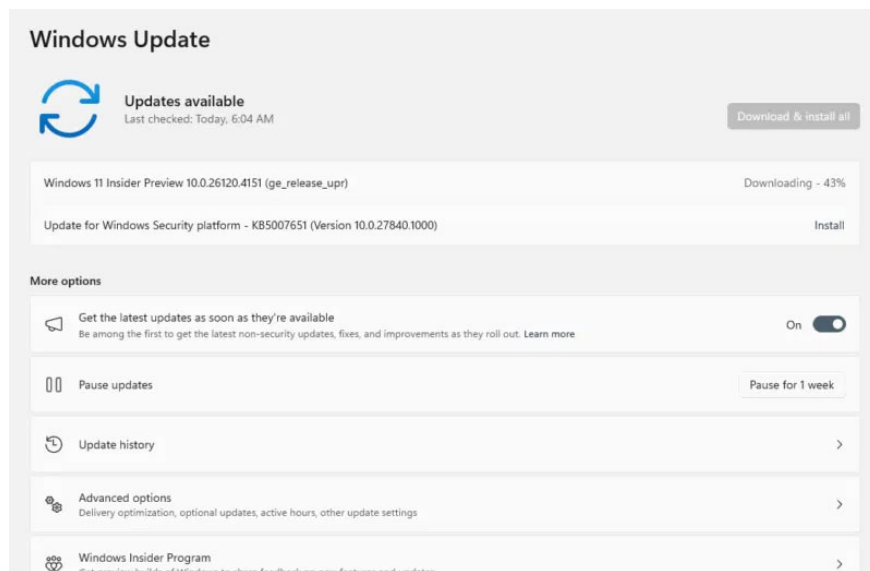 Windows Update
Updates available
Last checked: Today, 6:04 AM
Download & install all
Windows 11 Insider Preview 10.0.26120.4151 (ge_release_upr)
Downloading - 43%
Update for Windows Security platform - KB5007651 (Version 10.0.27840.1000)
Install
More options
Get the latest updates as soon as they're available
Be among the first to get the latest non-security updates, fixes, and improvements as they roll out. Learn more
On
Pause updates
Pause for 1 week
Update history
Advanced options
Delivery optimization, optional updates, active hours, other update settings
Windows Insider Program